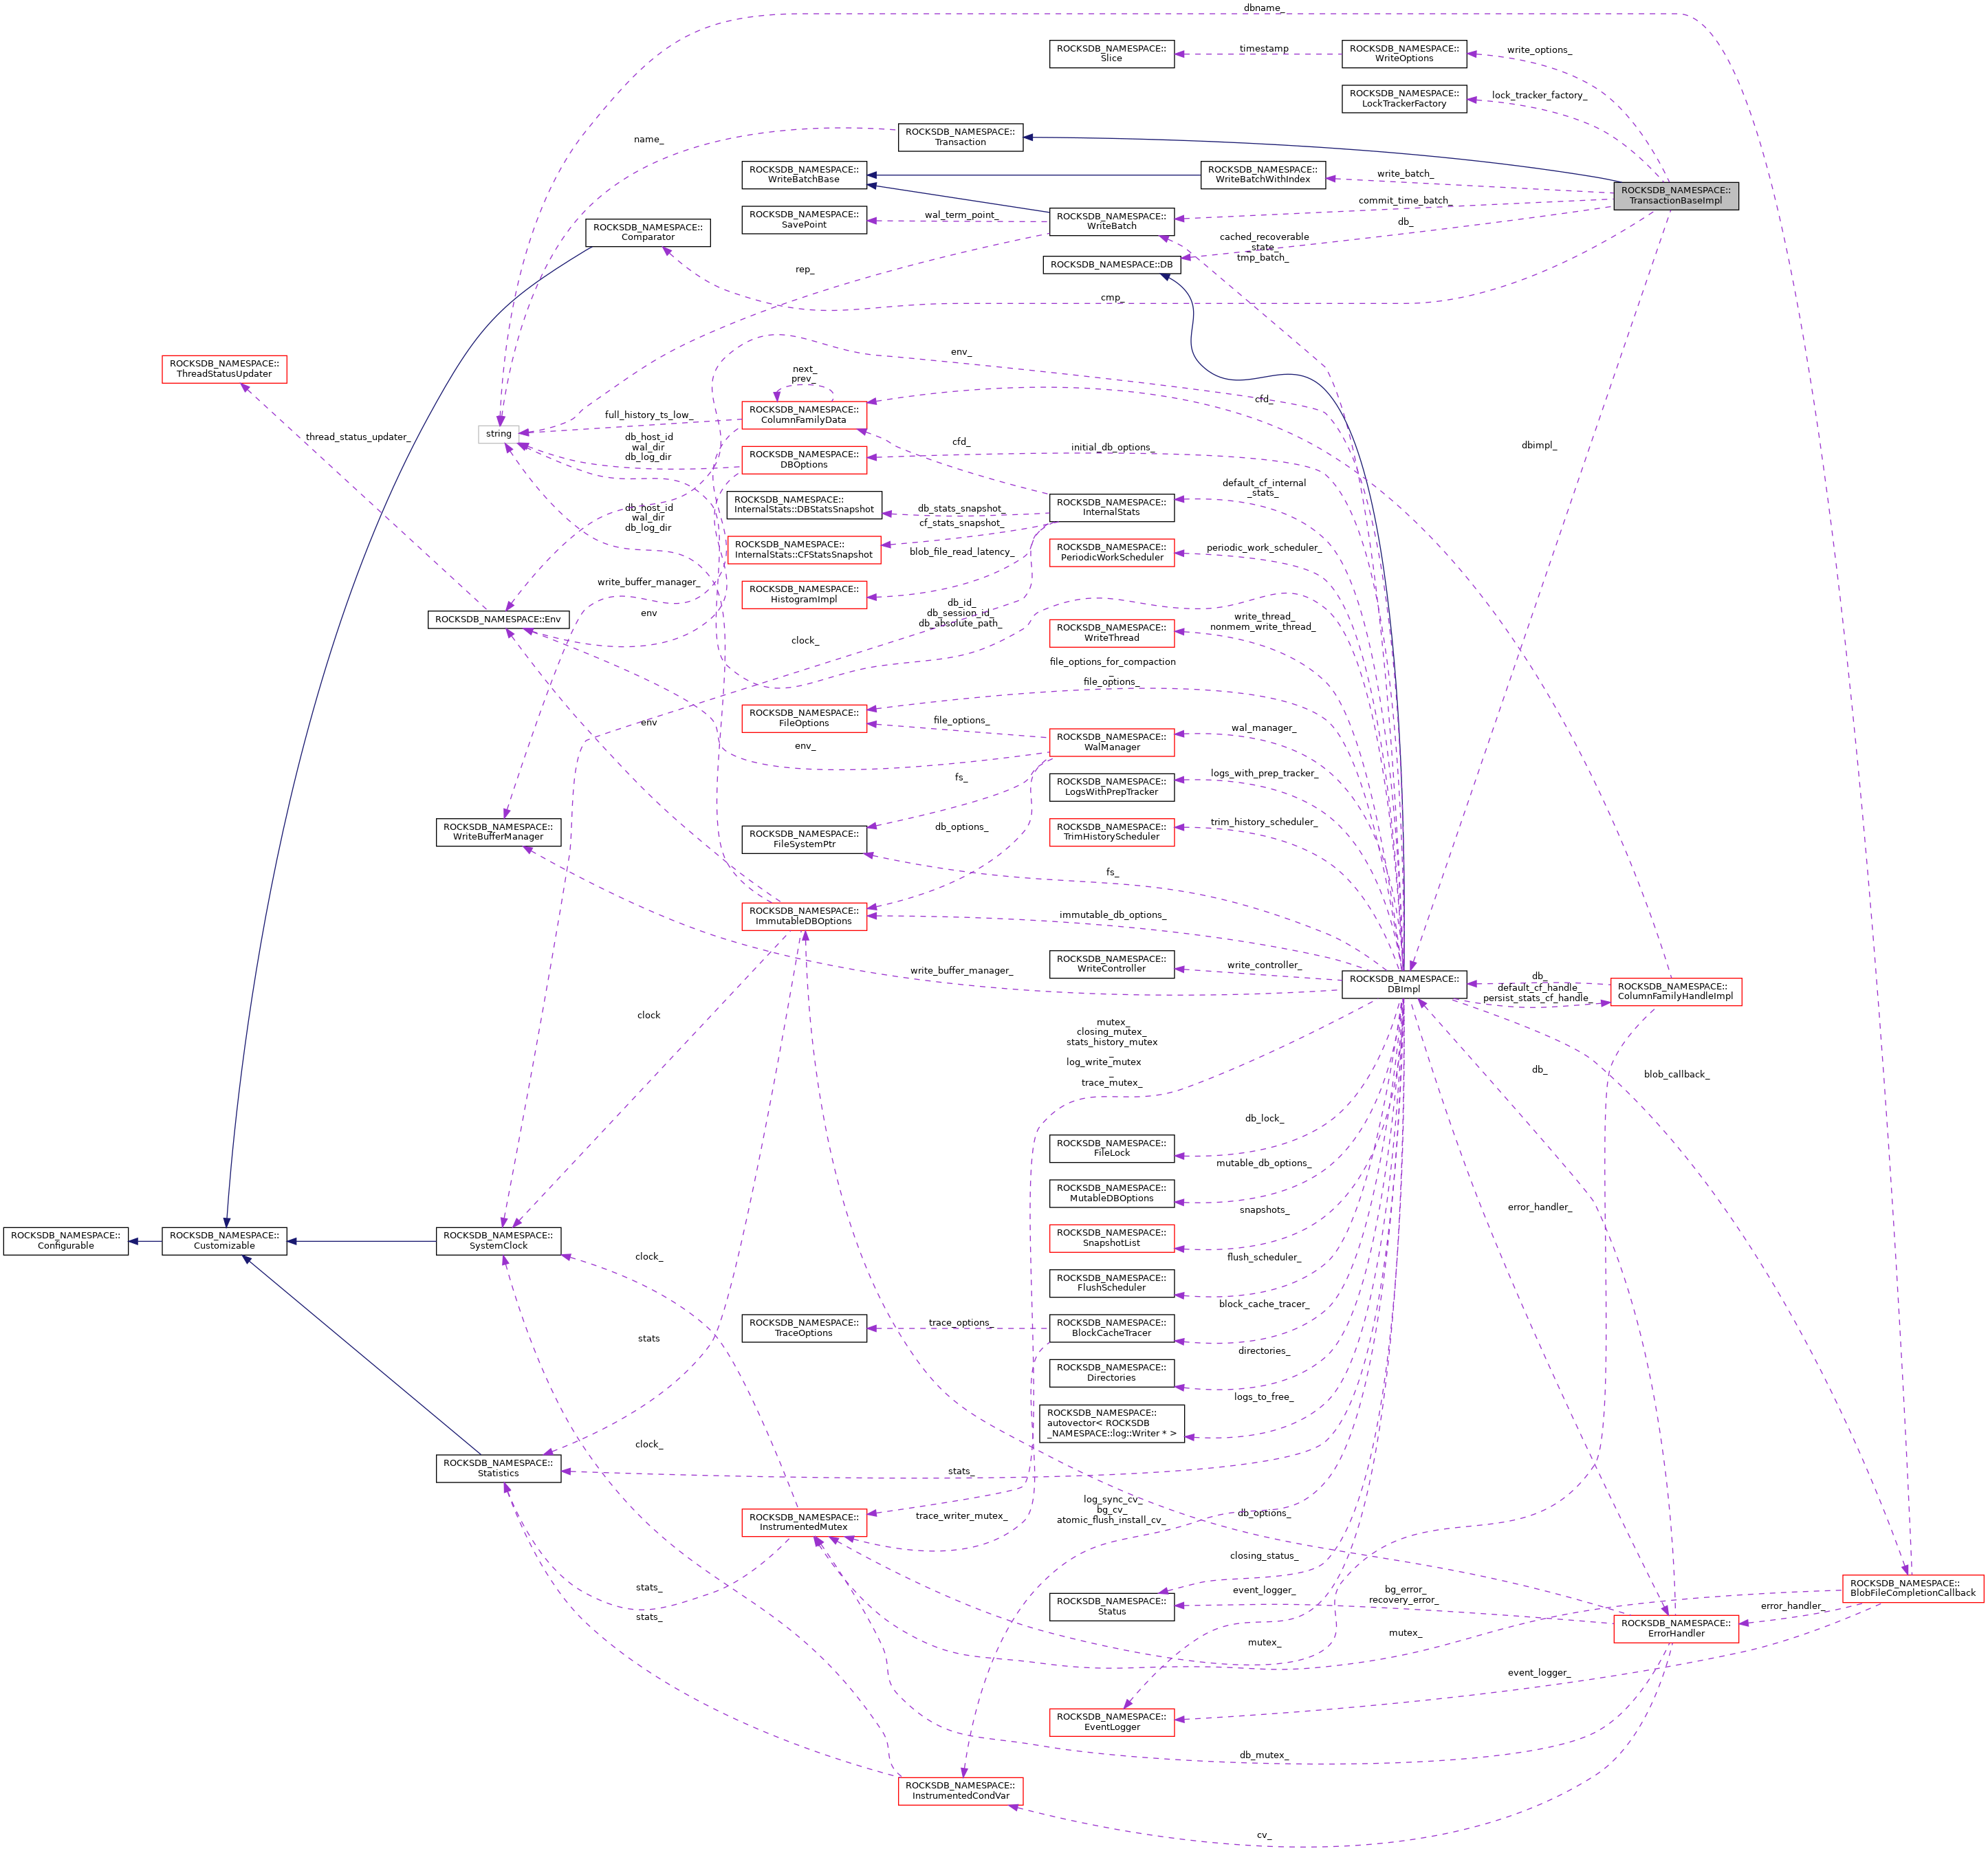 dbname_
ROCKSDB_NAMESPACE::
Slice
timestamp
ROCKSDB_NAMESPACE::
WriteOptions
write_options_
ROCKSDB_NAMESPACE::
LockTrackerFactory
lock_tracker_factory_
name_
ROCKSDB_NAMESPACE::
Transaction
ROCKSDB_NAMESPACE::
WriteBatchBase
ROCKSDB_NAMESPACE::
WriteBatchWithIndex
write_batch_
ROCKSDB_NAMESPACE::
TransactionBaseImpl
ROCKSDB_NAMESPACE::
SavePoint
wal_term_point_
ROCKSDB_NAMESPACE::
WriteBatch
commit_time_batch_
db_
ROCKSDB_NAMESPACE::
Comparator
cached_recoverable
_state_
tmp_batch_
rep_
ROCKSDB_NAMESPACE::DB
cmp_
ROCKSDB_NAMESPACE::
ThreadStatusUpdater
env_
next_
prev_
ROCKSDB_NAMESPACE::
ColumnFamilyData
cfd_
full_history_ts_low_
string
thread_status_updater_
db_host_id
wal_dir
db_log_dir
cfd_
initial_db_options_
dbimpl_
ROCKSDB_NAMESPACE::
DBOptions
ROCKSDB_NAMESPACE::
InternalStats::DBStatsSnapshot
db_stats_snapshot_
ROCKSDB_NAMESPACE::
InternalStats
default_cf_internal
_stats_
db_host_id
wal_dir
db_log_dir
ROCKSDB_NAMESPACE::
InternalStats::CFStatsSnapshot
cf_stats_snapshot_
blob_file_read_latency_
ROCKSDB_NAMESPACE::
PeriodicWorkScheduler
periodic_work_scheduler_
write_buffer_manager_
ROCKSDB_NAMESPACE::
HistogramImpl
ROCKSDB_NAMESPACE::Env
env
db_id_
db_session_id_
db_absolute_path_
clock_
ROCKSDB_NAMESPACE::
WriteThread
write_thread_
nonmem_write_thread_
file_options_for_compaction
_
file_options_
env
ROCKSDB_NAMESPACE::
FileOptions
file_options_
env_
ROCKSDB_NAMESPACE::
WalManager
wal_manager_
fs_
ROCKSDB_NAMESPACE::
LogsWithPrepTracker
logs_with_prep_tracker_
ROCKSDB_NAMESPACE::
WriteBufferManager
ROCKSDB_NAMESPACE::
FileSystemPtr
db_options_
ROCKSDB_NAMESPACE::
TrimHistoryScheduler
trim_history_scheduler_
fs_
ROCKSDB_NAMESPACE::
ImmutableDBOptions
immutable_db_options_
write_buffer_manager_
ROCKSDB_NAMESPACE::
WriteController
write_controller_
ROCKSDB_NAMESPACE::
DBImpl
db_
default_cf_handle_
persist_stats_cf_handle_
ROCKSDB_NAMESPACE::
ColumnFamilyHandleImpl
clock
mutex_
closing_mutex_
stats_history_mutex
_
log_write_mutex
_
trace_mutex_
db_
blob_callback_
ROCKSDB_NAMESPACE::
FileLock
db_lock_
ROCKSDB_NAMESPACE::
MutableDBOptions
mutable_db_options_
ROCKSDB_NAMESPACE::
Configurable
ROCKSDB_NAMESPACE::
Customizable
ROCKSDB_NAMESPACE::
SystemClock
clock_
ROCKSDB_NAMESPACE::
SnapshotList
snapshots_
error_handler_
ROCKSDB_NAMESPACE::
FlushScheduler
flush_scheduler_
stats
ROCKSDB_NAMESPACE::
TraceOptions
trace_options_
ROCKSDB_NAMESPACE::
BlockCacheTracer
block_cache_tracer_
ROCKSDB_NAMESPACE::
Directories
directories_
ROCKSDB_NAMESPACE::
autovector< ROCKSDB
_NAMESPACE::log::Writer * >
logs_to_free_
clock_
ROCKSDB_NAMESPACE::
Statistics
stats_
ROCKSDB_NAMESPACE::
InstrumentedMutex
trace_writer_mutex_
log_sync_cv_
bg_cv_
atomic_flush_install_cv_
db_options_
stats_
stats_
closing_status_
ROCKSDB_NAMESPACE::
Status
event_logger_
bg_error_
recovery_error_
ROCKSDB_NAMESPACE::
BlobFileCompletionCallback
error_handler_
ROCKSDB_NAMESPACE::
ErrorHandler
mutex_
mutex_
event_logger_
ROCKSDB_NAMESPACE::
EventLogger
db_mutex_
ROCKSDB_NAMESPACE::
InstrumentedCondVar
cv_